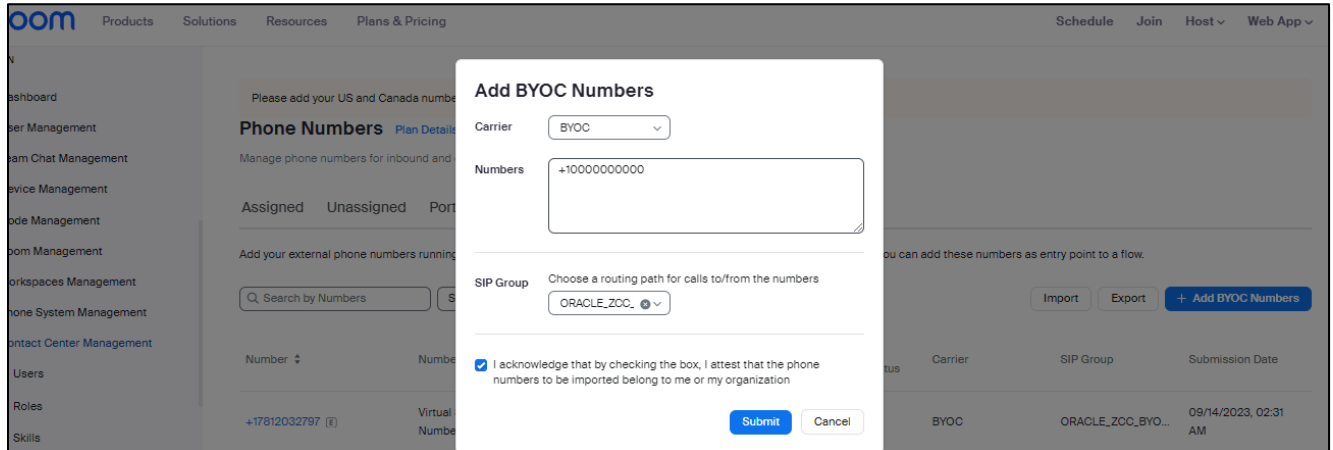 oom Products Solutions Resources Plans & Pricing Schedule Join Host Web App
N
ashboard
ser Management
eam Chat Management
evice Management
ode Management
oom Management
orkspaces Management
hone System Management
ontact Center Management
Users
Roles
Skills
Please add your US and Canada numbe
Phone Numbers Plan Details
Manage phone numbers for inbound and
Assigned Unassigned Port
Add your external phone numbers running
ou can add these numbers as entry point to a flow.
Search by Numbers S
Import Export + Add BYOC Numbers
Number Numbe tus Carrier SIP Group Submission Date
+17812032797 Virtual
Numbe
BYOC ORACLE_ZCC_BYO... 09/14/2023, 02:31
AM
Add BYOC Numbers
Carrier BYOC
Numbers +10000000000
SIP Group Choose a routing path for calls to/from the numbers
ORACLE_ZCC_
I acknowledge that by checking the box, I attest that the phone
numbers to be imported belong to me or my organization
Submit Cancel